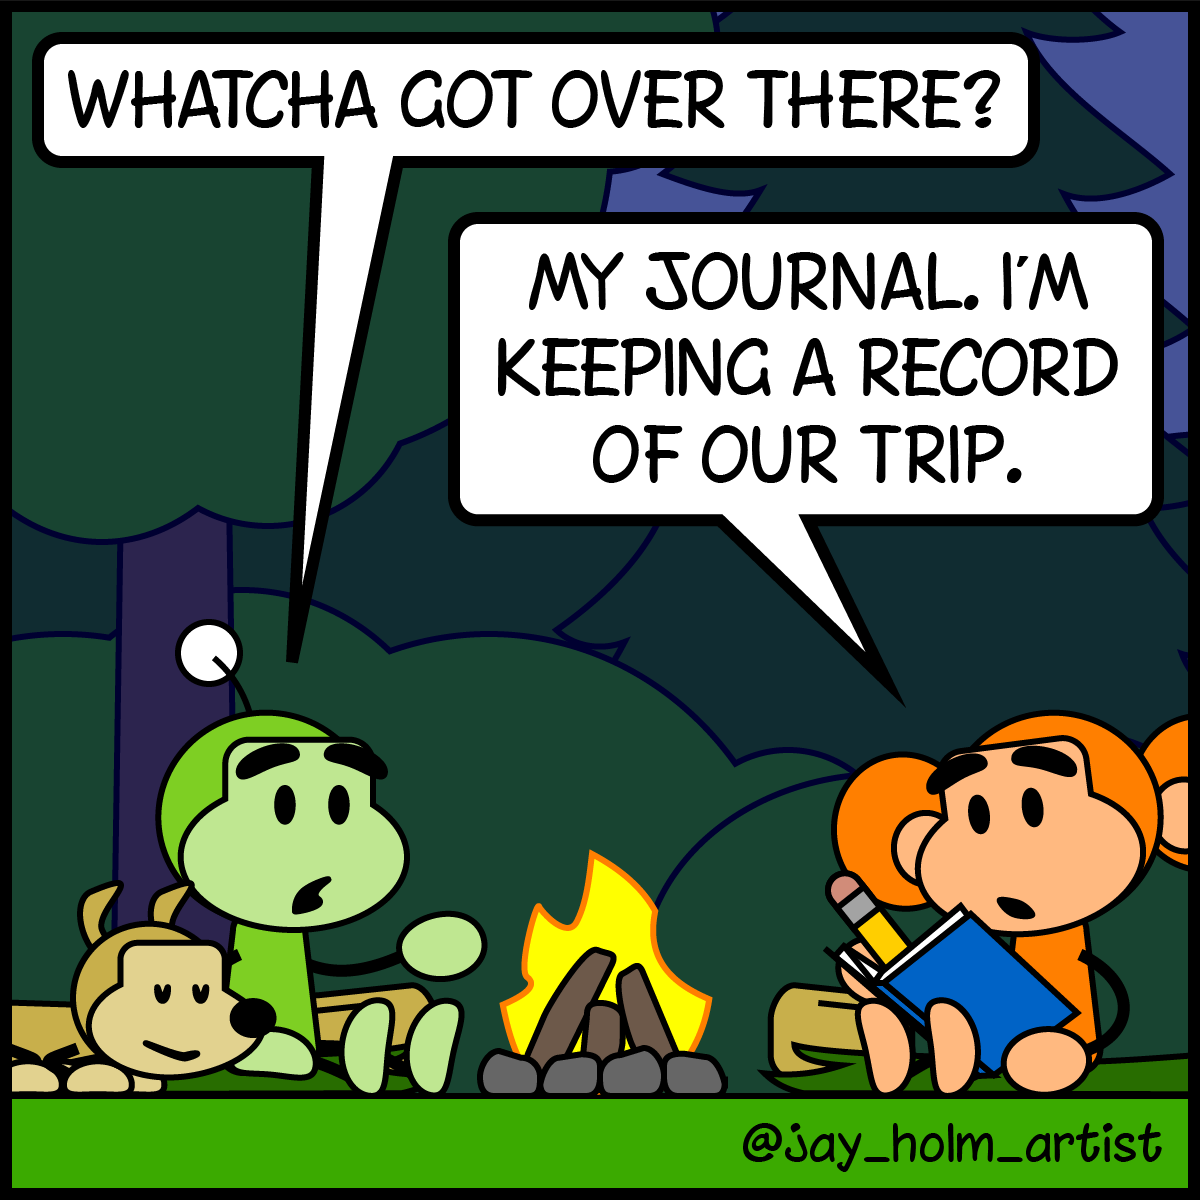 WHATCHA GOT OVER THERE?
MY JOURNAL. I'M
KEEPING A RECORD
OF OUR TRIP.
@jay_holm_artist